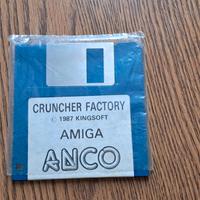 CRUNCHER FACTORY
© 1987 KINGSOFT
AMIGA
ANCO